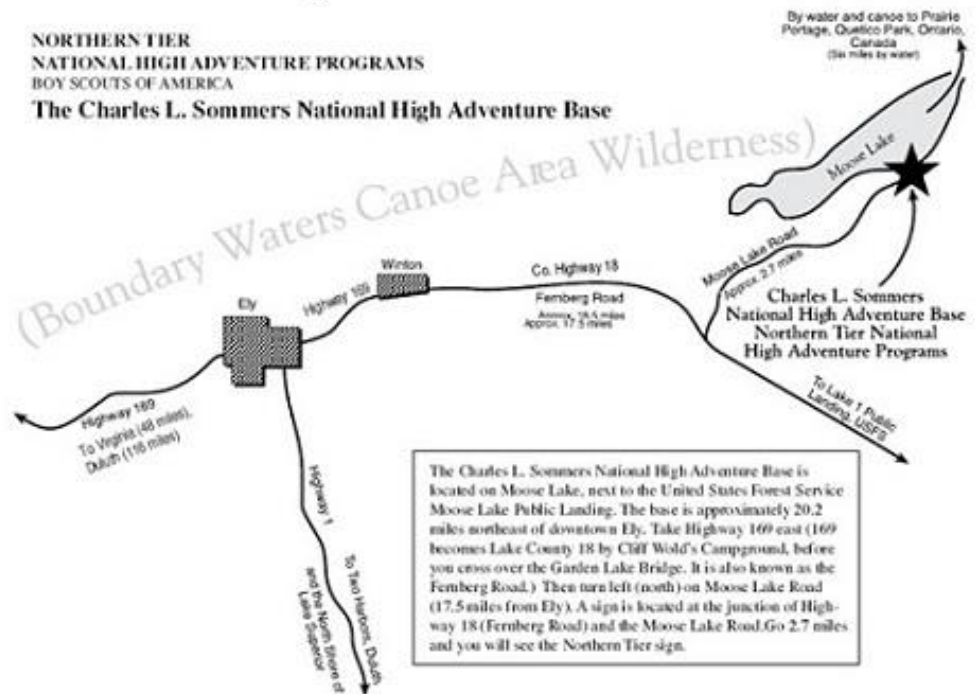 NORTHERN TIER
NATIONAL HIGH ADVENTURE PROGRAMS
BOY SCOUTS OF AMERICA
The Charles L. Sommers National High Adventure Base
By water and canoe to Prairie
Portage, Quetico Park, Ontario,
Canada
(Six miles by water)
(Boundary Waters Canoe Area Wilderness)
Moose Lake
Moose Lake Road
Approx. 2.7 miles
Charles L. Sommers
National High Adventure Base
Northern Tier National
High Adventure Programs
Winton
Co. Highway 18
Fernberg Road
Approx. 18.5 miles
Approx. 17.5 miles
Ely
Highway 169
Highway 169
To Virginia (48 miles),
Duluth (116 miles)
To Lake 1 Public
Landing, USFS
Highway 1
To Two Harbors, Duluth
and the North Shore of
Lake Superior
The Charles L. Sommers National High Adventure Base is
located on Moose Lake, next to the United States Forest Service
Moose Lake Public Landing. The base is approximately 20.2
miles northeast of downtown Ely. Take Highway 169 east (169
becomes Lake County 18 by Cliff Wold's Campground, before
you cross over the Garden Lake Bridge. It is also known as the
Fernberg Road.) Then turn left (north) on Moose Lake Road
(17.5 miles from Ely). A sign is located at the junction of High-
way 18 (Fernberg Road) and the Moose Lake Road.Go 2.7 miles
and you will see the Northern Tier sign.